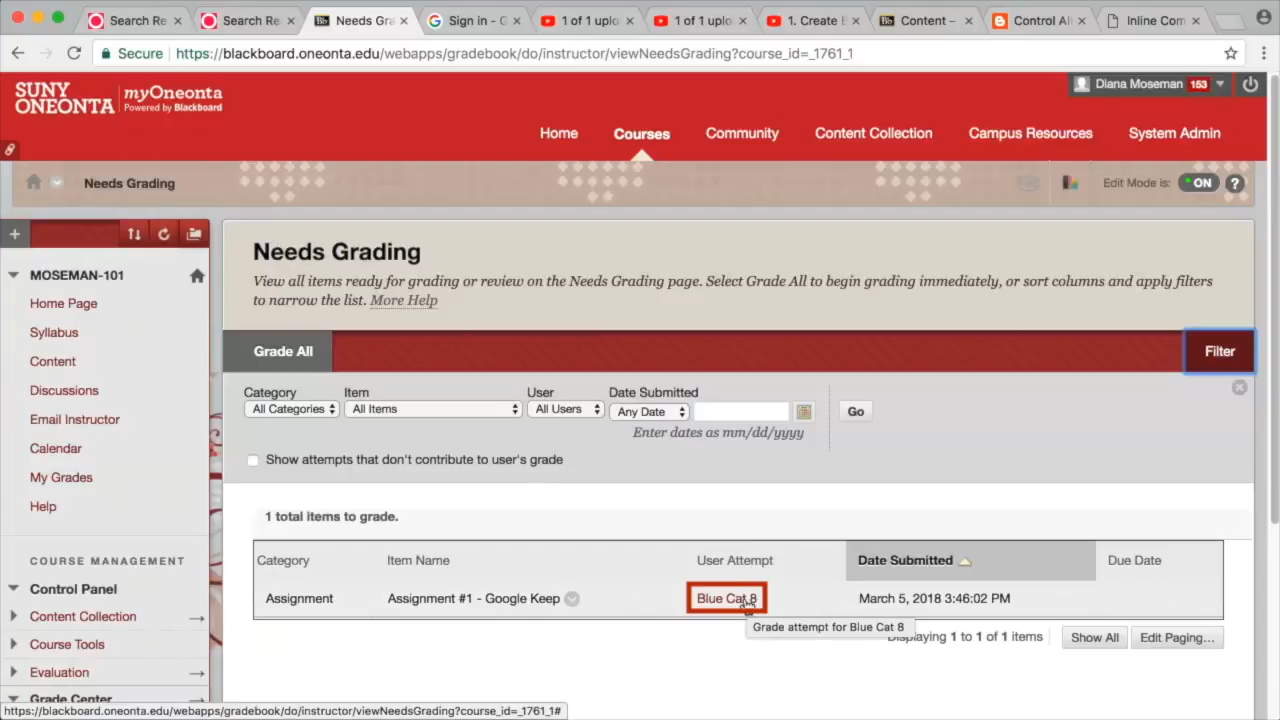 Search Re
Search Re
Needs Gra
Sign in - G
1 of 1 uplo
1 of 1 uplo
1. Create B
Content –
Control Alt
Inline Com
Secure https://blackboard.oneonta.edu/webapps/gradebook/do/instructor/viewNeedsGrading?course_id=_1761_1
SUNY ONEONTA
myOneonta
Powered by Blackboard
Diana Moseman 153
Home Courses Community Content Collection Campus Resources System Admin
Needs Grading
Edit Mode is: ON ?
MOSEMAN-101
Home Page
Syllabus
Content
Discussions
Email Instructor
Calendar
My Grades
Help
COURSE MANAGEMENT
Control Panel
Content Collection
Course Tools
Evaluation
Grade Center
Needs Grading
View all items ready for grading or review on the Needs Grading page. Select Grade All to begin grading immediately, or sort columns and apply filters
to narrow the list. More Help
Grade All Filter
Category Item User Date Submitted
All Categories All Items All Users Any Date Go
Enter dates as mm/dd/yyyy
Show attempts that don't contribute to user's grade
1 total items to grade.
Category Item Name User Attempt Date Submitted Due Date
Assignment Assignment #1 - Google Keep Blue Cat 8 March 5, 2018 3:46:02 PM
Grade attempt for Blue Cat 8
Displaying 1 to 1 of 1 items Show All Edit Paging...
https://blackboard.oneonta.edu/webapps/gradebook/do/instructor/viewNeedsGrading?course_id=_1761_1#